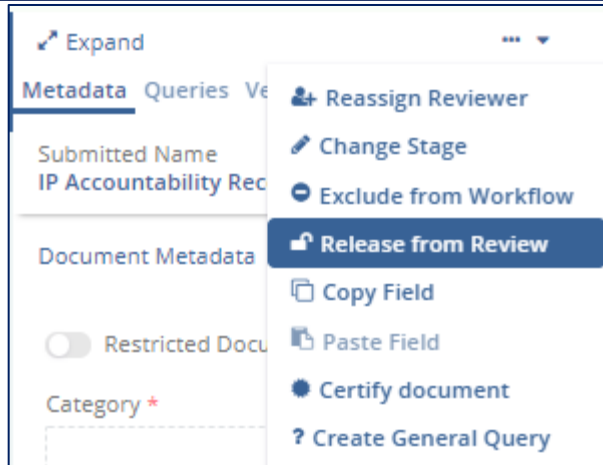 Expand
Metadata Queries Ve
Submitted Name
IP Accountability Rec
Document Metadata
Restricted Docu
Category *
Reassign Reviewer
Change Stage
Exclude from Workflow
Release from Review
Copy Field
Paste Field
Certify document
? Create General Query